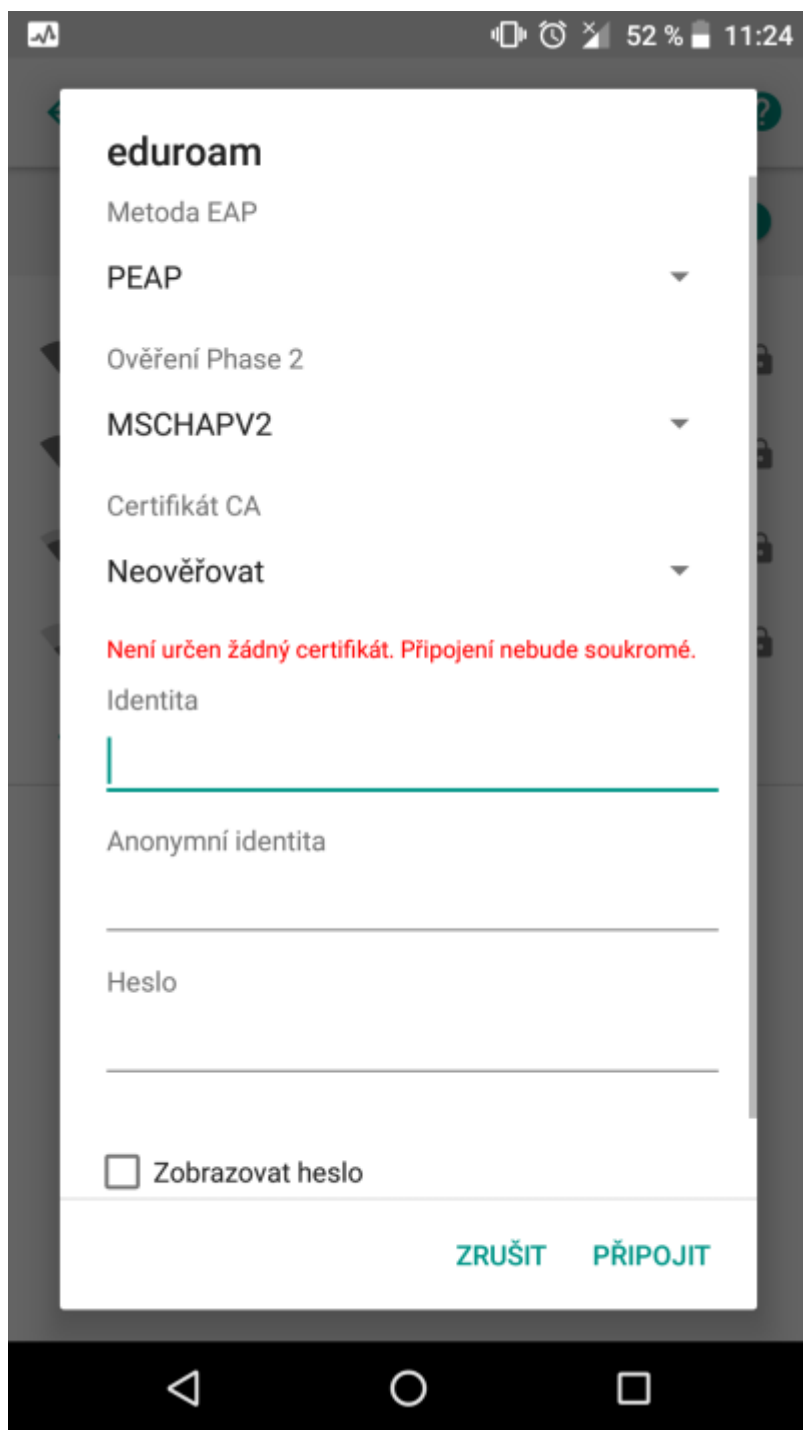 52 % 11:24
eduroam
Metoda EAP
PEAP
Ověření Phase 2
MSCHAPV2
Certifikát CA
Neověřovat
Není určen žádný certifikát. Připojení nebude soukromé.
Identita
Anonymní identita
Heslo
Zobrazovat heslo
ZRUŠIT PŘIPOJIT